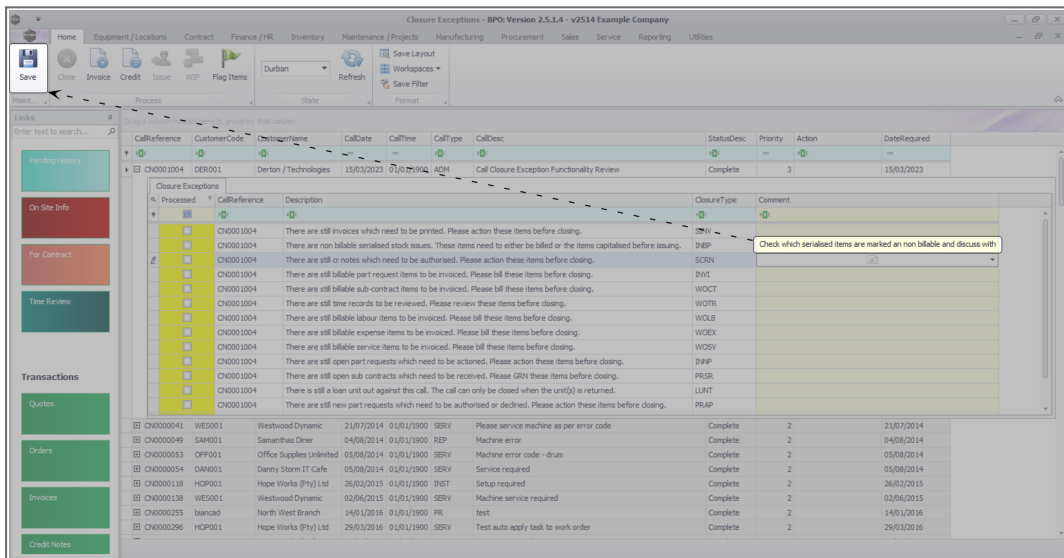 Closure Exceptions - BPO: Version 2.5.1.4 - v2514 Example Company
Home Equipment / Locations Contract Finance / HR Inventory Maintenance / Projects Manufacturing Procurement Sales Service Reporting Utilities
Save Close Invoice Credit Issue WIP Flag Items Durban Refresh Save Layout
Workspaces
Save Filter
Maint... Process State Format
Links
Enter text to search...
Drag a column header here to group by that column
CallReference CustomerCode CustomerName CallDate CallTime CallType CallDesc StatusDesc Priority Action DateRequired
Pending History
CN0001004 DER001 Derton / Technologies 15/03/2023 01/01/1900 ADM Call Closure Exception Functionality Review Complete 3 15/03/2023
Closure Exceptions
Processed CallReference Description ClosureType Comment
On Site Info
CN0001004 There are still invoices which need to be printed. Please action these items before closing. SINV
CN0001004 There are non billable serialised stock issues. These items need to either be billed or the items capitalised before issuing. INBP Check which serialised items are marked an non billable and discuss with
For Contract
CN0001004 There are still cr notes which need to be authorised. Please action these items before closing. SCRN
CN0001004 There are still billable part request items to be invoiced. Please bill these items before closing. INVI
CN0001004 There are still billable sub-contract items to be invoiced. Please bill these items before closing. WOCT
Time Review
CN0001004 There are still time records to be reviewed. Please review these items before closing. WOTR
CN0001004 There are still billable labour items to be invoiced. Please bill these items before closing. WOLB
CN0001004 There are still billable expense items to be invoiced. Please bill these items before closing. WOEX
CN0001004 There are still billable service items to be invoiced. Please bill these items before closing. WOSV
CN0001004 There are still open part requests which need to be actioned. Please action these items before closing. INNP
Transactions
CN0001004 There are still open sub contracts which need to be received. Please GRN these items before closing. PRSR
CN0001004 There is still a loan unit out against this call. The call can only be closed when the unit(s) is returned. LUNT
Quotes
CN0001004 There are still new part requests which need to be authorised or declined. Please action these items before closing. PRAP
CN0000041 WES001 Westwood Dynamic 21/07/2014 01/01/1900 SERV Please service machine as per error code Complete 2 21/07/2014
CN0000049 SAM001 Samanthas Diner 04/08/2014 01/01/1900 REP Machine error Complete 2 04/08/2014
Orders
CN0000053 OFF001 Office Supplies Unlimited 05/08/2014 01/01/1900 SERV Machine error code - drum Complete 2 05/08/2014
CN0000054 DAN001 Danny Storm IT Cafe 05/08/2014 01/01/1900 SERV Service required Complete 2 05/08/2014
CN0000118 HOP001 Hope Works (Pty) Ltd 26/02/2015 01/01/1900 INST Setup required Complete 2 26/02/2015
Invoices
CN0000138 WES001 Westwood Dynamic 02/06/2015 01/01/1900 SERV Machine service required Complete 2 02/06/2015
CN0000255 biancad North West Branch 14/01/2016 01/01/1900 PR test Complete 2 14/01/2016
CN0000296 HOP001 Hope Works (Pty) Ltd 29/03/2016 01/01/1900 SERV Test auto apply task to work order Complete 2 29/03/2016
Credit Notes